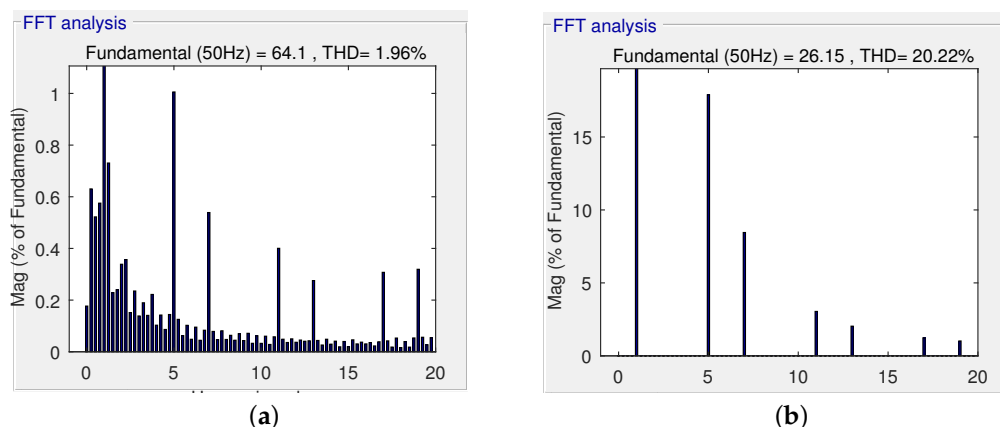 FFT analysis
Fundamental (50Hz) = 64.1 , THD= 1.96%
Mag (% of Fundamental)
1
0.8
0.6
0.4
0.2
0
0 5 10 15 20
(a)
FFT analysis
Fundamental (50Hz) = 26.15 , THD= 20.22%
Mag (% of Fundamental)
15
10
5
0
0 5 10 15 20
(b)